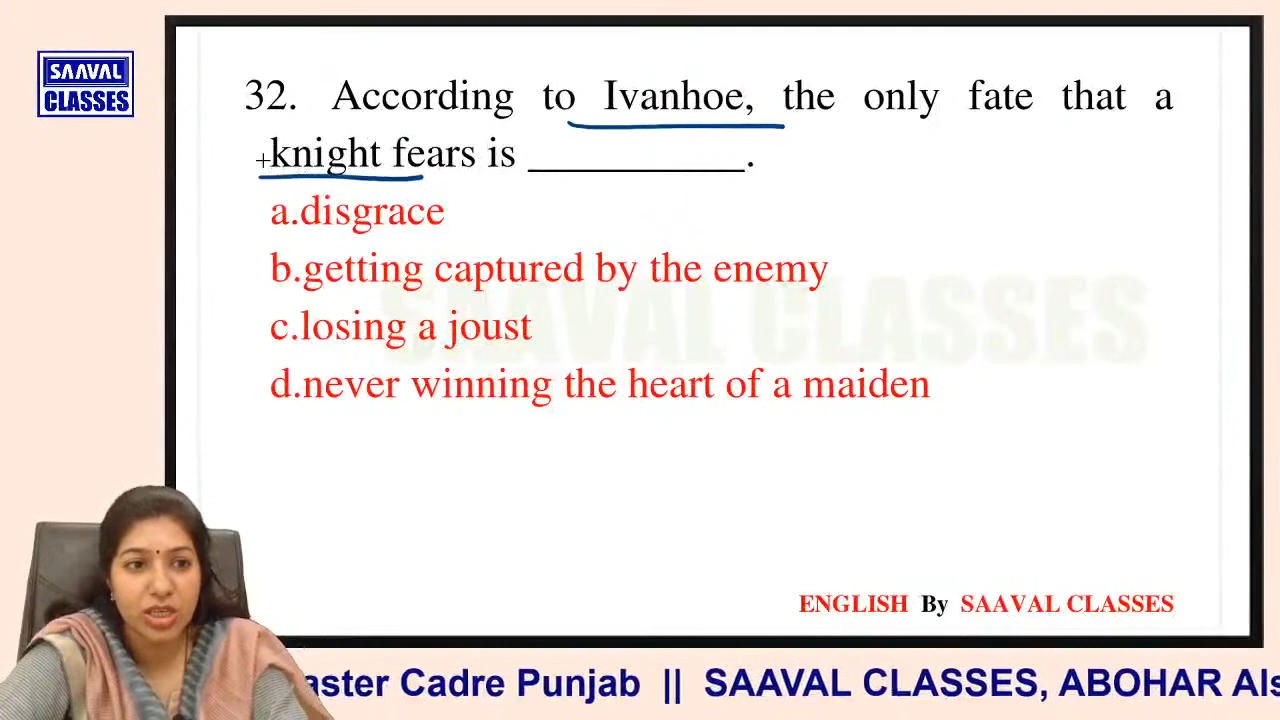 SAAVAL
CLASSES
32. According to Ivanhoe, the only fate that a
knight fears is ___________.
a.disgrace
b.getting captured by the enemy
c.losing a joust
d.never winning the heart of a maiden
SAAVAL CLASSES
ENGLISH By SAAVAL CLASSES
aster Cadre Punjab || SAAVAL CLASSES, ABOHAR Als